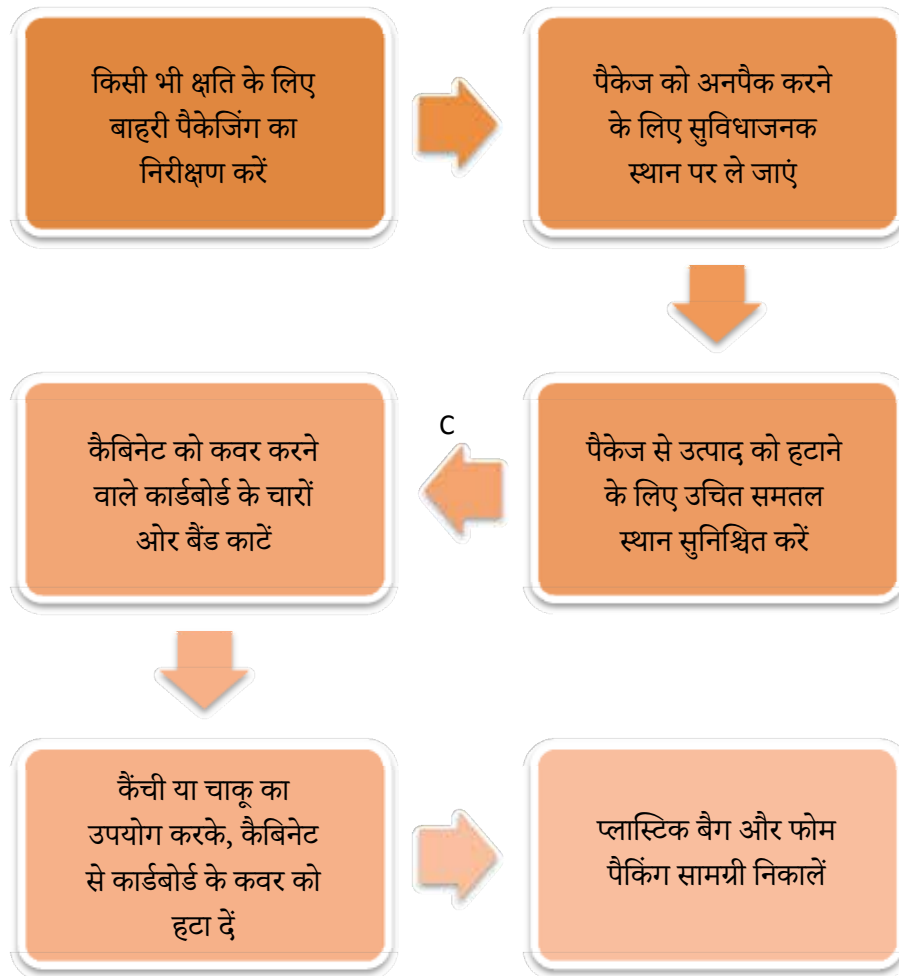 किसी भी क्षति के लिए
बाहरी पैकेजिंग का
निरीक्षण करें
पैकेज को अनपैक करने
के लिए सुविधाजनक
स्थान पर ले जाएं
पैकेज से उत्पाद को हटाने
के लिए उचित समतल
स्थान सुनिश्चित करें
C
कैबिनेट को कवर करने
वाले कार्डबोर्ड के चारों
ओर बैंड काटें
कैंची या चाकू का
उपयोग करके, कैबिनेट
से कार्डबोर्ड के कवर को
हटा दें
प्लास्टिक बैग और फोम
पैकिंग सामग्री निकालें